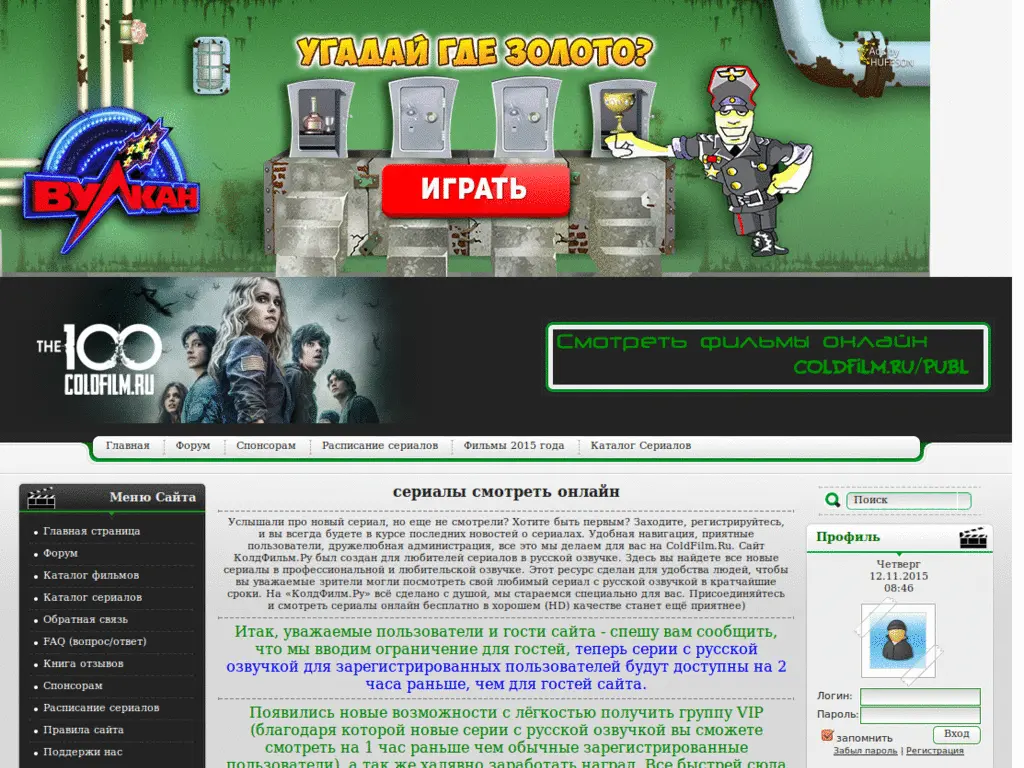 УГАДАЙ ГДЕ ЗОЛОТО?
Ads by
HUFFSON
ВУЛКАН
ИГРАТЬ
THE 100
COLDFILM.RU
Смотреть фильмы онлайн
COLDFILM.RU/PUBL
Главная Форум Спонсорам Расписание сериалов Фильмы 2015 года Каталог Сериалов
Меню Сайта
Главная страница
Форум
Каталог фильмов
Каталог сериалов
Обратная связь
FAQ (вопрос/ответ)
Книга отзывов
Спонсорам
Расписание сериалов
Правила сайта
Поддержи нас
сериалы смотреть онлайн
Услышали про новый сериал, но еще не смотрели? Хотите быть первым? Заходите, регистрируйтесь,
и вы всегда будете в курсе последних новостей о сериалах. Удобная навигация, приятные
пользователи, дружелюбная администрация, все это мы делаем для вас на ColdFilm.Ru. Сайт
КолдФильм.Ру был создан для любителей сериалов в русской озвучке. Здесь вы найдете все новые
сериалы в профессиональной и любительской озвучке. Этот ресурс сделан для удобства людей, чтобы
вы уважаемые зрители могли посмотреть свой любимый сериал с русской озвучкой в кратчайшие
сроки. На «КолдФилм.Ру» всё сделано с душой, мы стараемся специально для вас. Присоединяйтесь
и смотреть сериалы онлайн бесплатно в хорошем (HD) качестве станет ещё приятнее)
Итак, уважаемые пользователи и гости сайта - спешу вам сообщить,
что мы вводим ограничение для гостей, теперь серии с русской
озвучкой для зарегистрированных пользователей будут доступны на 2
часа раньше, чем для гостей сайта.
Появились новые возможности с лёгкостью получить группу VIP
(благодаря которой новые серии с русской озвучкой вы сможете
смотреть на 1 час раньше чем обычные зарегистрированные
пользователи), а так же халявно заработать наград. Все быстрей сюда
Поиск
Профиль
Четверг
12.11.2015
08:46
Логин:
Пароль:
запомнить Вход
Забыл пароль | Регистрация